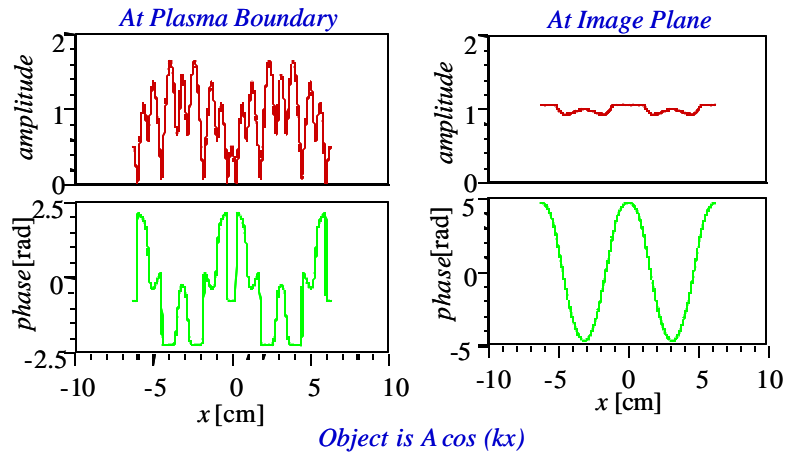 At Plasma Boundary
At Image Plane
2
1
0
amplitude
2
1
0
amplitude
2.5
0
-2.5
phase[rad]
5
0
-5
phase[rad]
-10 -5 0 5 10
x [cm]
-10 -5 0 5 10
x [cm]
Object is A cos (kx)